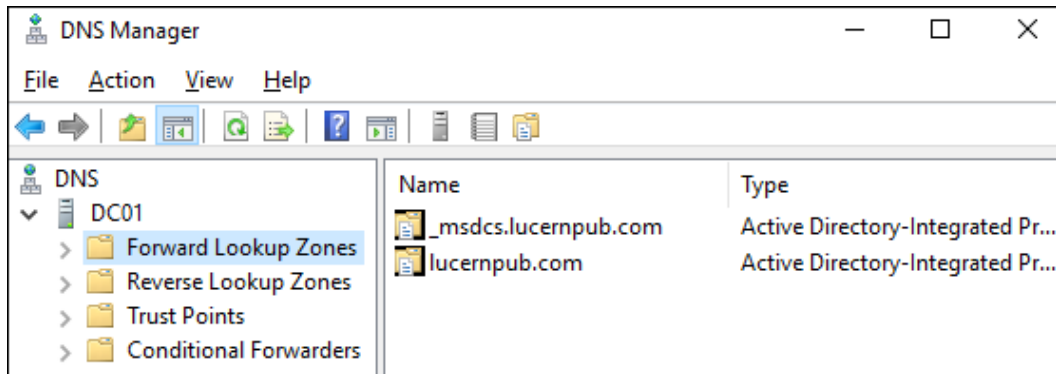 DNS Manager
File Action View Help
DNS
DC01
Forward Lookup Zones
Reverse Lookup Zones
Trust Points
Conditional Forwarders
Name Type
_msdcs.lucernpub.com Active Directory-Integrated Pr...
lucernpub.com Active Directory-Integrated Pr...